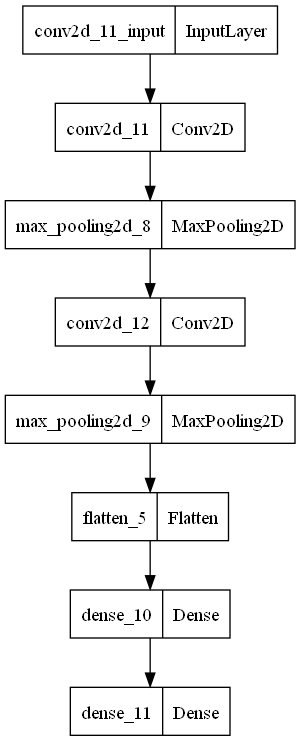 conv2d_11_input InputLayer
conv2d_11 Conv2D
max_pooling2d_8 MaxPooling2D
conv2d_12 Conv2D
max_pooling2d_9 MaxPooling2D
flatten_5 Flatten
dense_10 Dense
dense_11 Dense